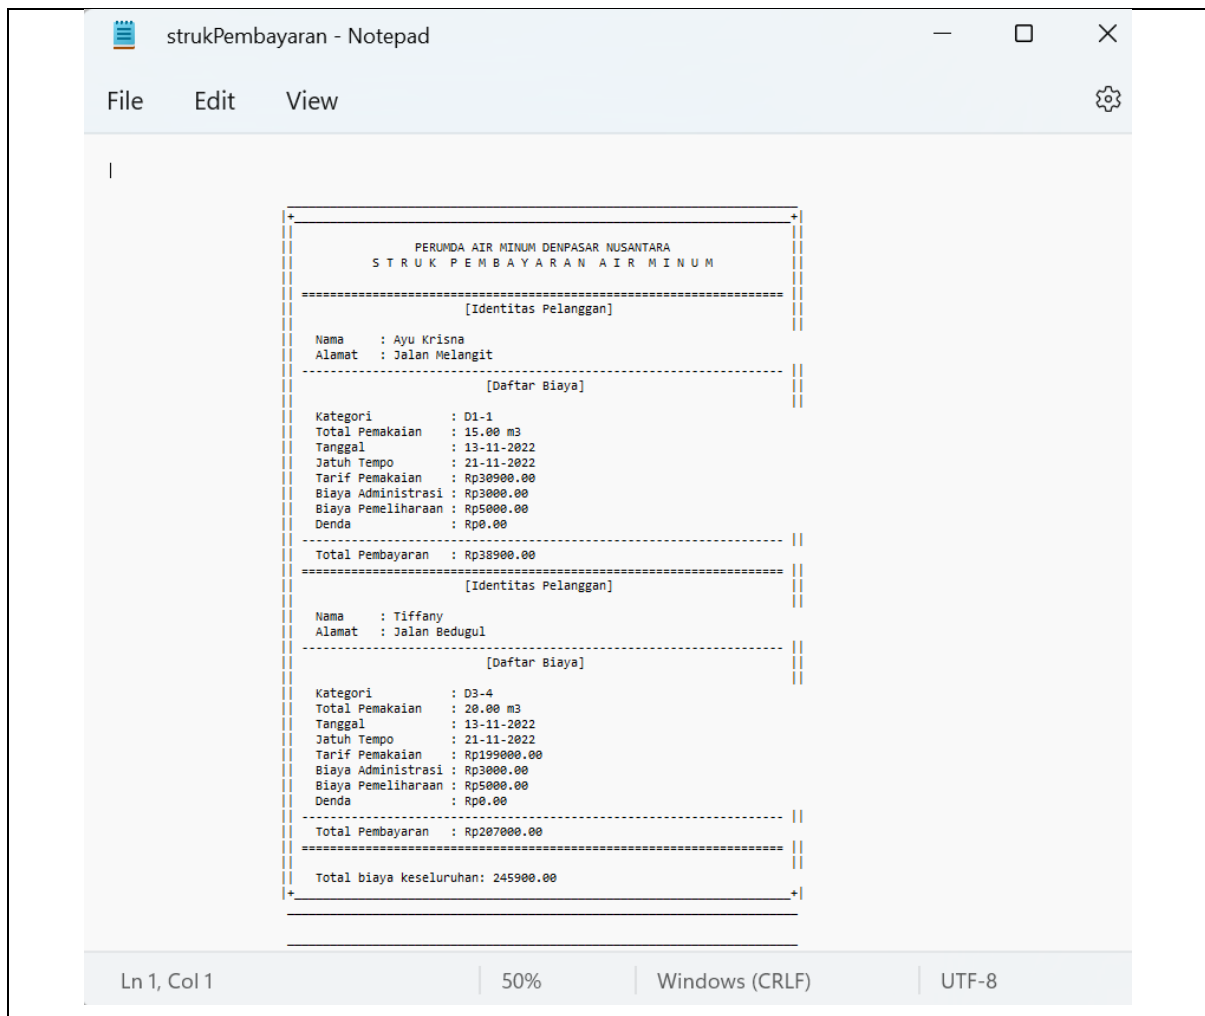 strukPembayaran - Notepad
File Edit View
PERUMDA AIR MINUM DENPASAR NUSANTARA
S T R U K P E M B A Y A R A N A I R M I N U M
======================================================================
[Identitas Pelanggan]
Nama : Ayu Krisna
Alamat : Jalan Melangit
----------------------------------------------------------------------
[Daftar Biaya]
Kategori : D1-1
Total Pemakaian : 15.00 m3
Tanggal : 13-11-2022
Jatuh Tempo : 21-11-2022
Tarif Pemakaian : Rp30900.00
Biaya Administrasi : Rp3000.00
Biaya Pemeliharaan : Rp5000.00
Denda : Rp0.00
----------------------------------------------------------------------
Total Pembayaran : Rp38900.00
======================================================================
[Identitas Pelanggan]
Nama : Tiffany
Alamat : Jalan Bedugul
----------------------------------------------------------------------
[Daftar Biaya]
Kategori : D3-4
Total Pemakaian : 20.00 m3
Tanggal : 13-11-2022
Jatuh Tempo : 21-11-2022
Tarif Pemakaian : Rp199000.00
Biaya Administrasi : Rp3000.00
Biaya Pemeliharaan : Rp5000.00
Denda : Rp0.00
----------------------------------------------------------------------
Total Pembayaran : Rp207000.00
======================================================================
Total biaya keseluruhan: 245900.00
Ln 1, Col 1 50% Windows (CRLF) UTF-8